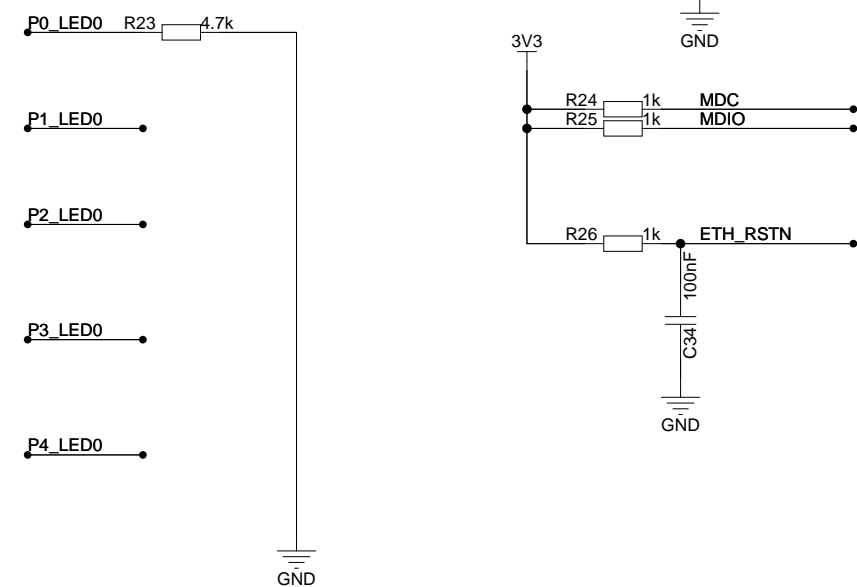 P0_LED0 R23 4.7k
P1_LED0
P2_LED0
P3_LED0
P4_LED0
GND
GND
3V3
R24 1k MDC
R25 1k MDIO
R26 1k ETH_RSTN
100nF
C34
GND